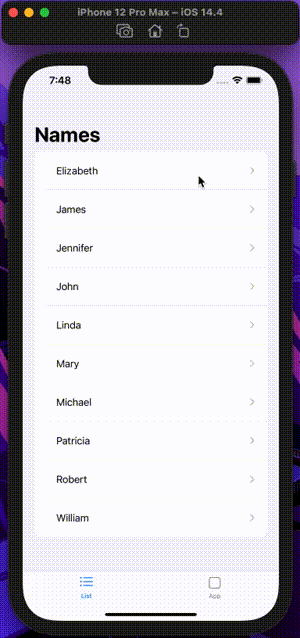 iPhone 12 Pro Max – iOS 14.4
7:48
Names
Elizabeth
James
Jennifer
John
Linda
Mary
Michael
Patricia
Robert
William
List
App